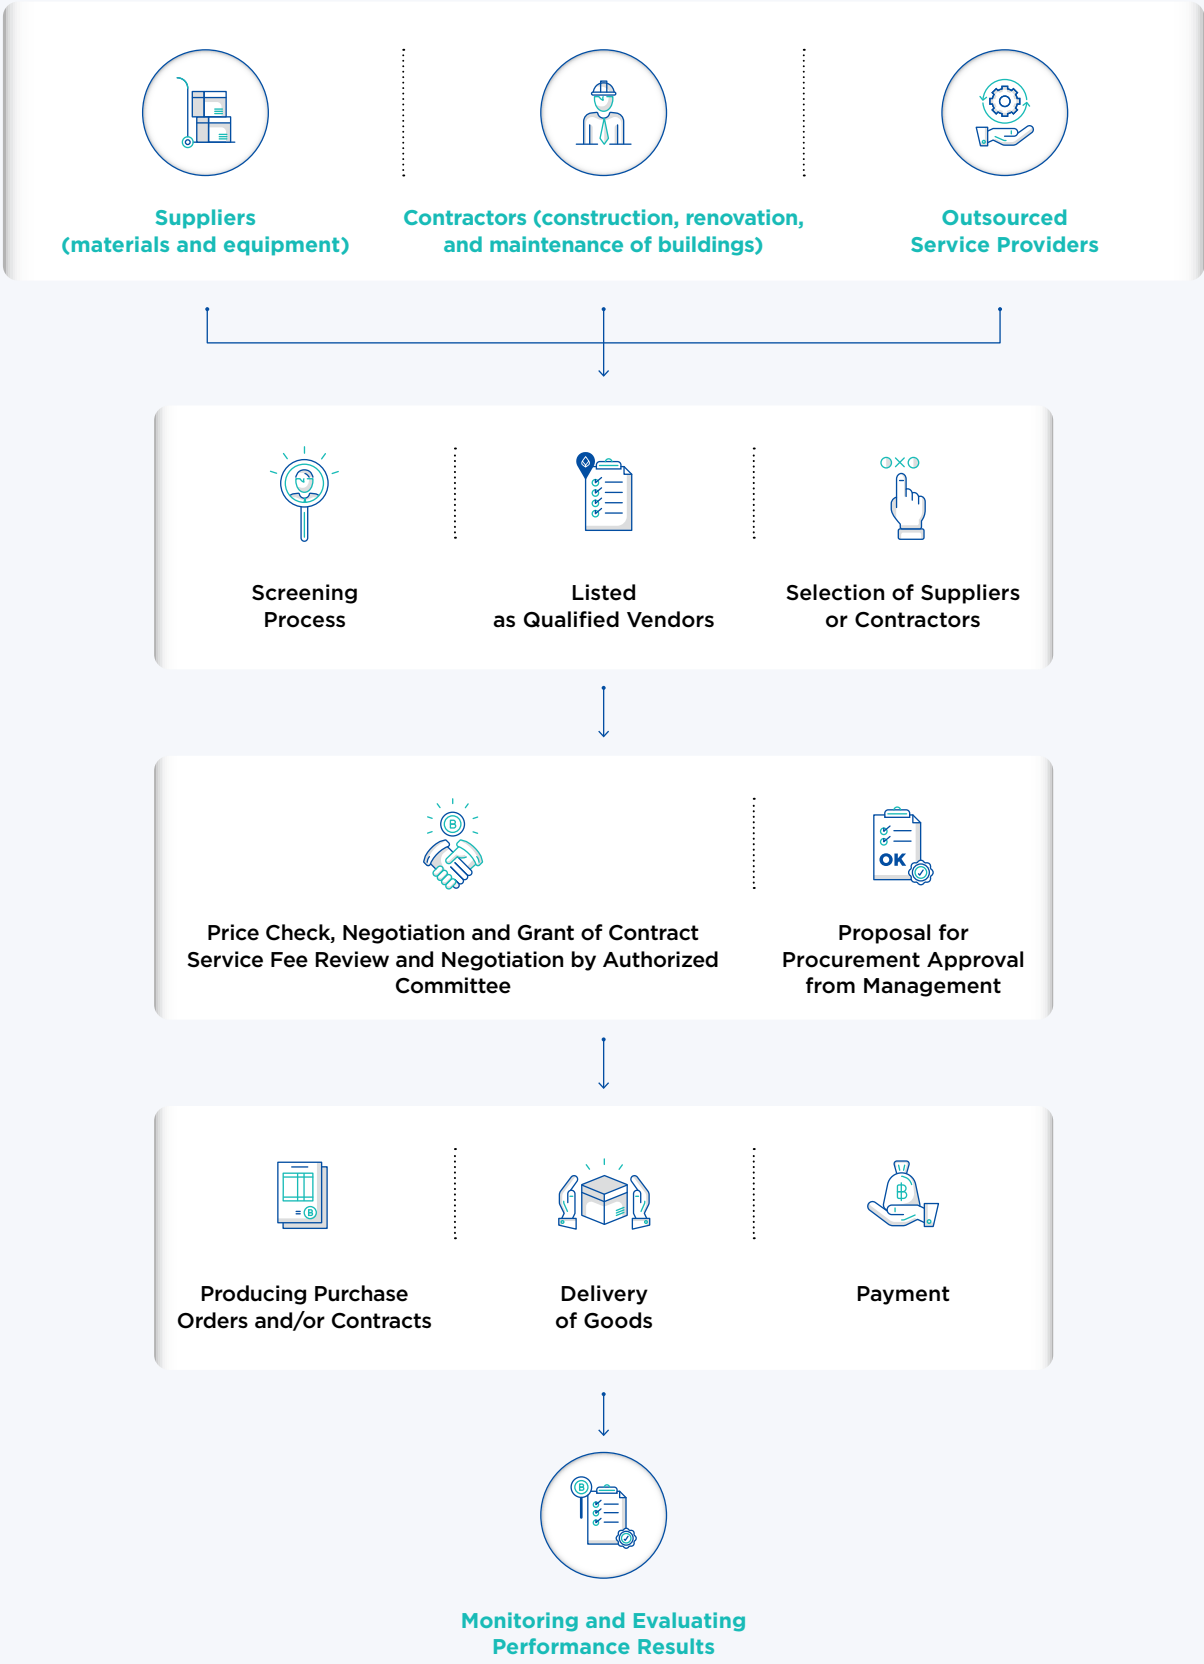 Suppliers
(materials and equipment)
Contractors (construction, renovation,
and maintenance of buildings)
Outsourced
Service Providers
Screening
Process
Listed
as Qualified Vendors
Selection of Suppliers
or Contractors
Price Check, Negotiation and Grant of Contract
Service Fee Review and Negotiation by Authorized
Committee
OK
Proposal for
Procurement Approval
from Management
Producing Purchase
Orders and/or Contracts
Delivery
of Goods
Payment
Monitoring and Evaluating
Performance Results